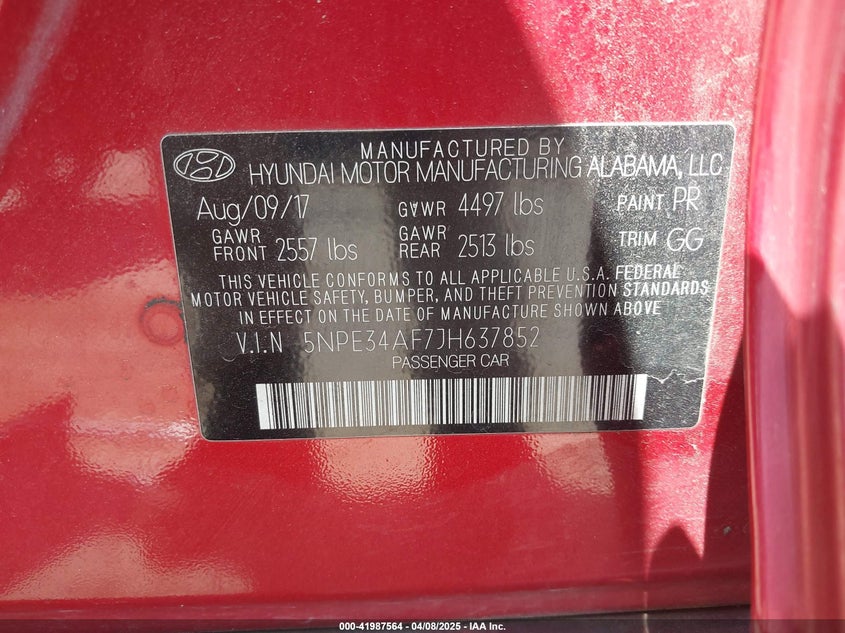 MANUFACTURED BY
HYUNDAI MOTOR MANUFACTURING ALABAMA, LLC
Aug/09/17 GVWR 4497 lbs PAINT PR
GAWR FRONT 2557 lbs GAWR REAR 2513 lbs TRIM GG
THIS VEHICLE CONFORMS TO ALL APPLICABLE U.S.A. FEDERAL
MOTOR VEHICLE SAFETY, BUMPER, AND THEFT PREVENTION STANDARDS
IN EFFECT ON THE DATE OF MANUFACTURE SHOWN ABOVE
V.I.N 5NPE34AF7JH637852
PASSENGER CAR
000-41987564 | 04/08/2025 - IAA Inc.